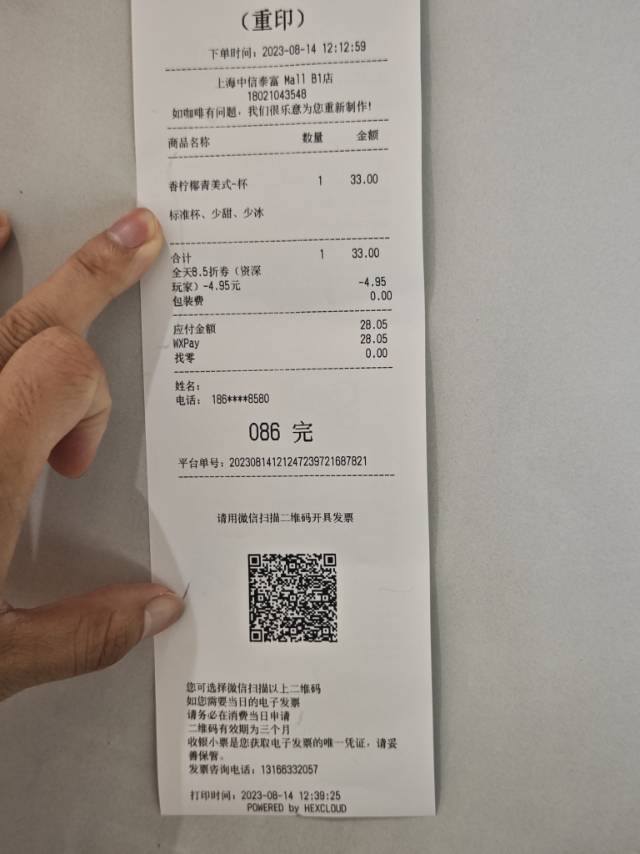 （重印）
下单时间：2023-08-14 12:12:59
上海中信泰富 Mall B1店
18021043548
如咖啡有问题，我们很乐意为您重新制作！
商品名称 数量 金额
香柠椰青美式-杯 1 33.00
标准杯、少甜、少冰
合计 1 33.00
全天8.5折券（资深
玩家）-4.95元 -4.95
包装费 0.00
应付金额 28.05
WXPay 28.05
找零 0.00
姓名：
电话： 186****8580
086 完
平台单号：20230814121247239721687821
请用微信扫描二维码开具发票
您可选择微信扫描以上二维码
如您需要当日的电子发票
请务必在消费当日申请
二维码有效期为三个月
收银小票是您获取电子发票的唯一凭证，请妥
善保管。
发票咨询电话：13166332057
打印时间：2023-08-14 12:39:25
POWERED by HEXCLOUD